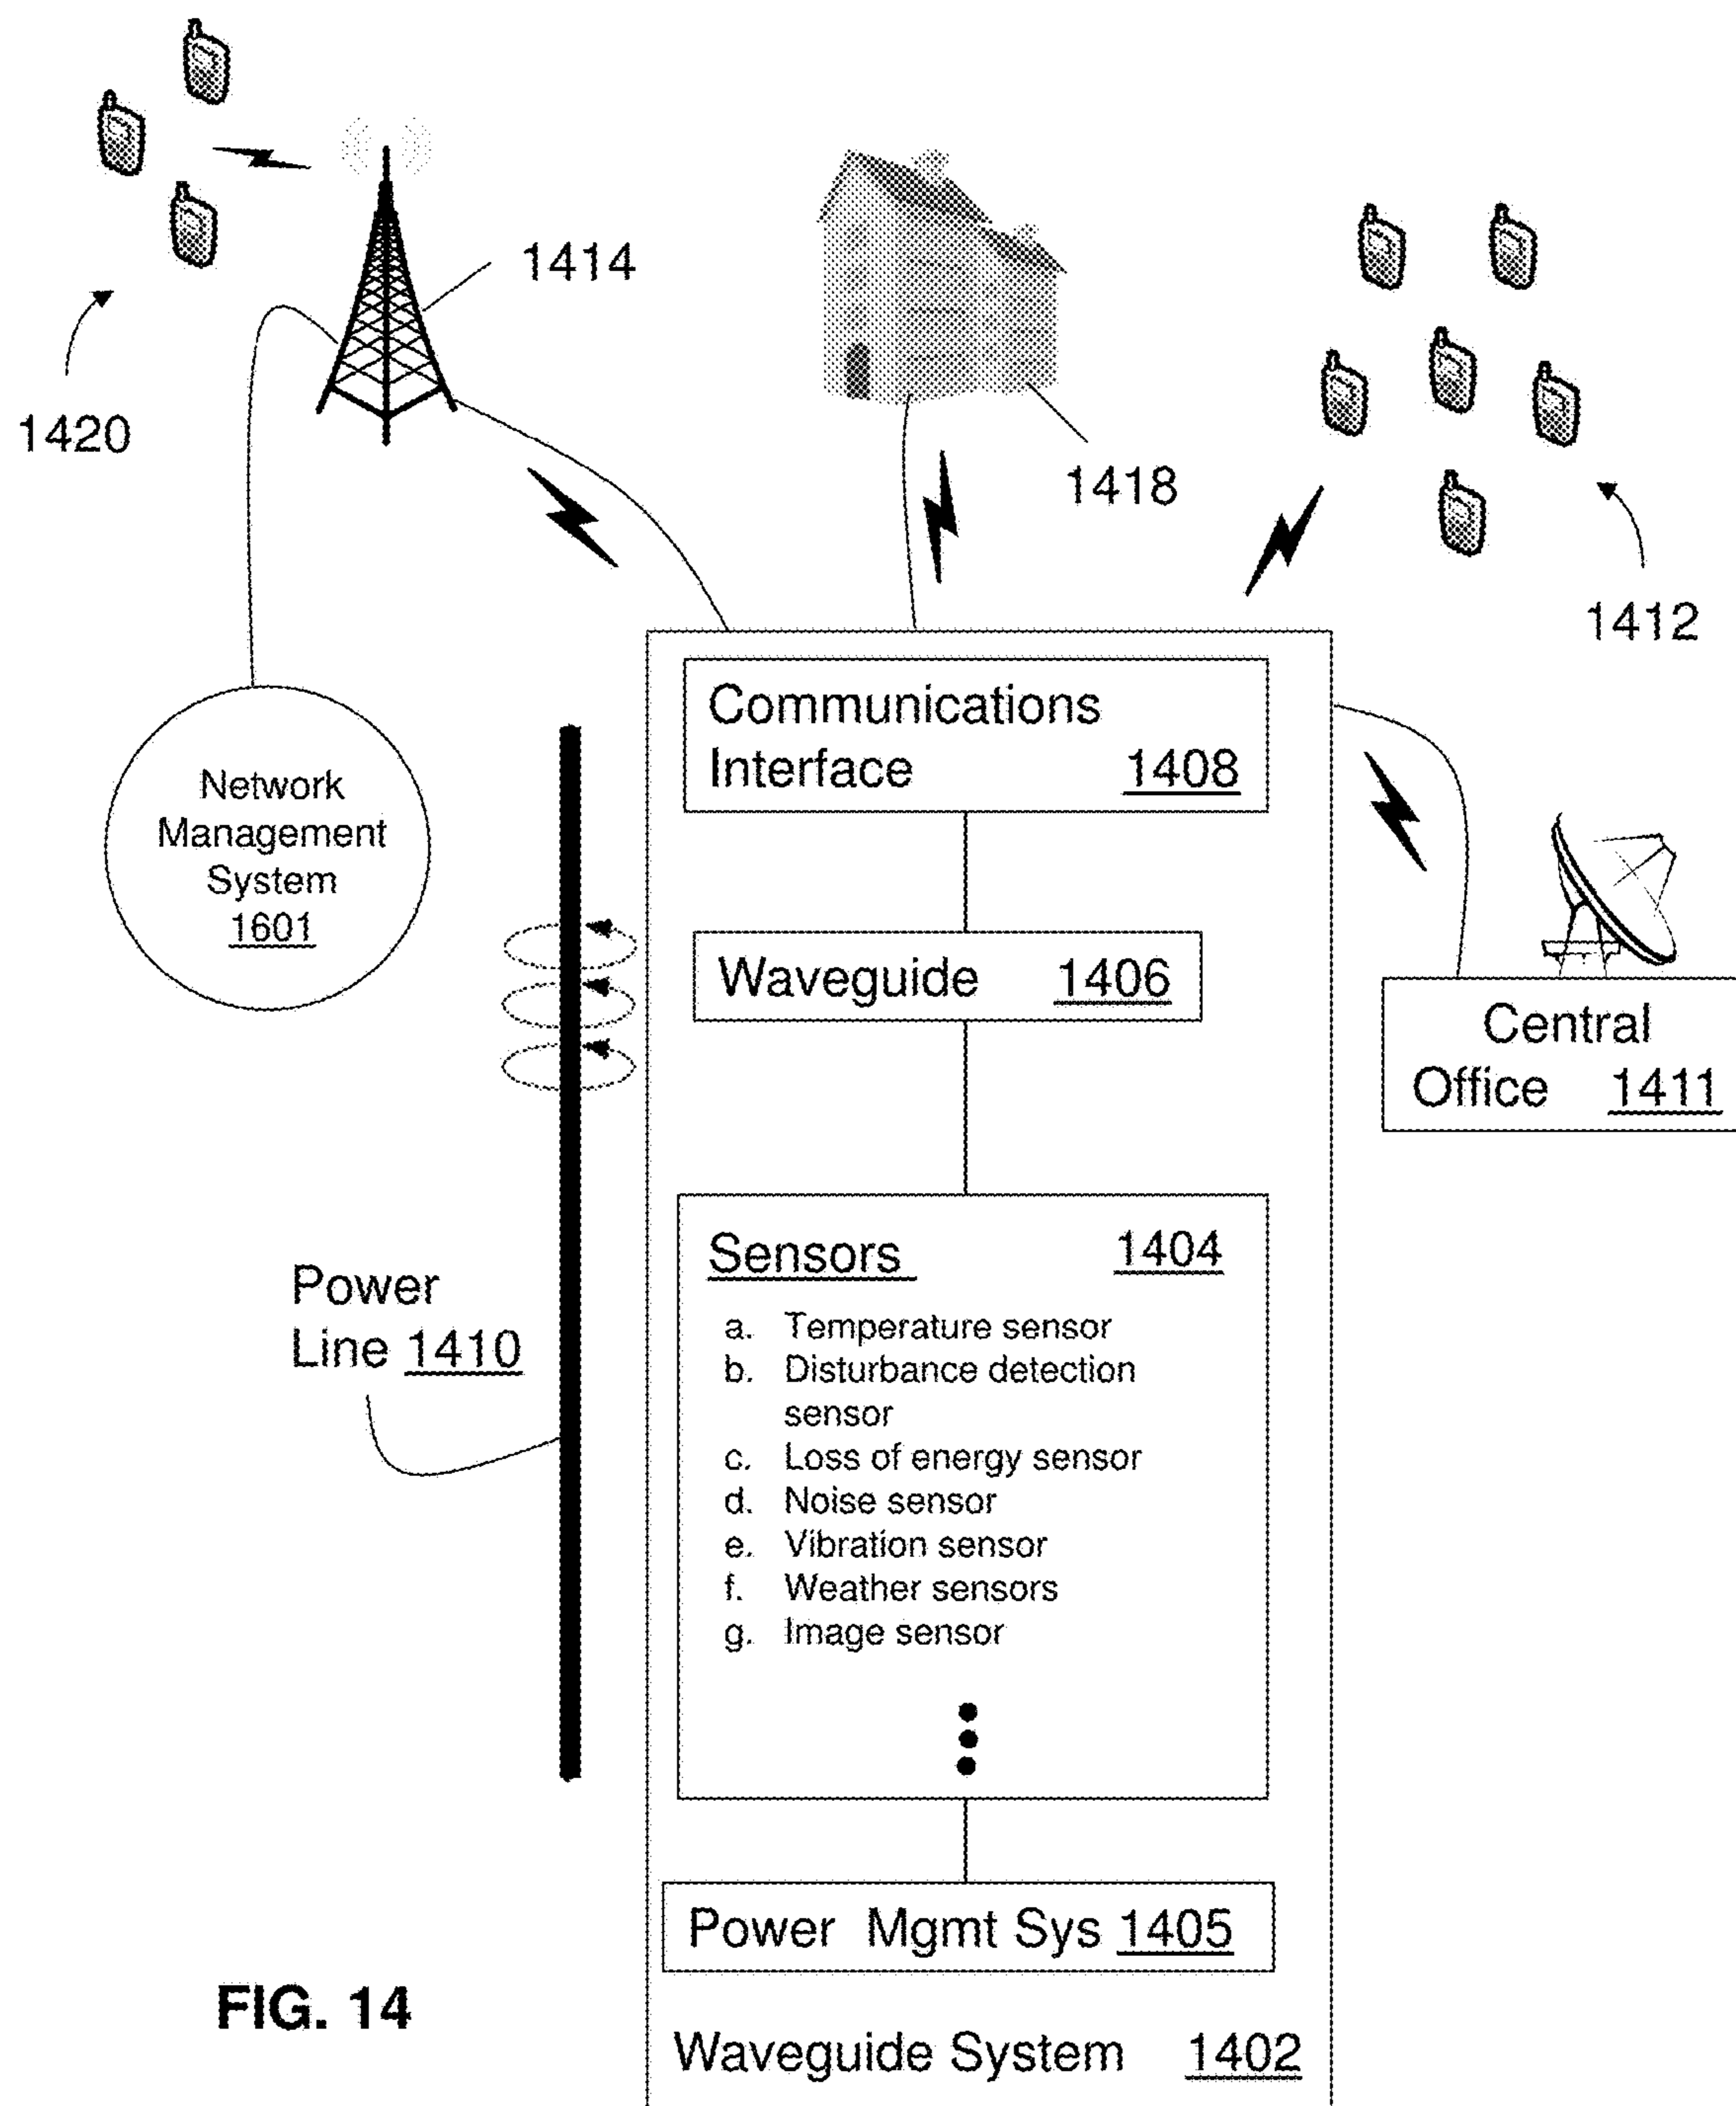 1414
1420
1418
1412
Communications
Interface 1408
Network
Management
System
1601
Waveguide 1406
Central
Office 1411
Power
Line 1410
Sensors 1404
a. Temperature sensor
b. Disturbance detection
sensor
c. Loss of energy sensor
d. Noise sensor
e. Vibration sensor
f. Weather sensors
g. Image sensor
Power Mgmt Sys 1405
FIG. 14
Waveguide System 1402